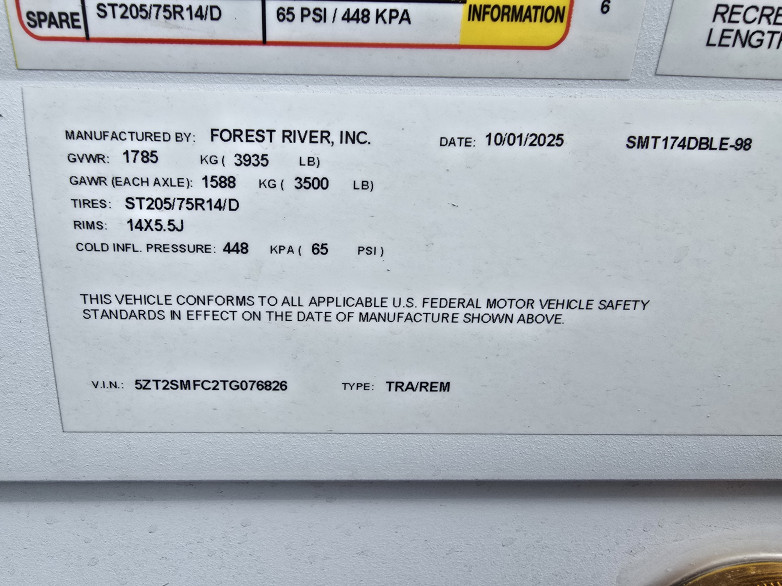 SPARE ST205/75R14/D 65 PSI / 448 KPA INFORMATION 6
LENGTH
MANUFACTURED BY: FOREST RIVER, INC. DATE: 10/01/2025 SMT174DBLE-98
GVWR: 1785 KG ( 3935 LB)
GAWR (EACH AXLE): 1588 KG ( 3500 LB)
TIRES: ST205/75R14/D
RIMS: 14X5.5J
COLD INFL. PRESSURE: 448 KPA ( 65 PSI )
THIS VEHICLE CONFORMS TO ALL APPLICABLE U.S. FEDERAL MOTOR VEHICLE SAFETY
STANDARDS IN EFFECT ON THE DATE OF MANUFACTURE SHOWN ABOVE.
V.I.N.: 5ZT2SMFC2TG076826 TYPE: TRA/REM